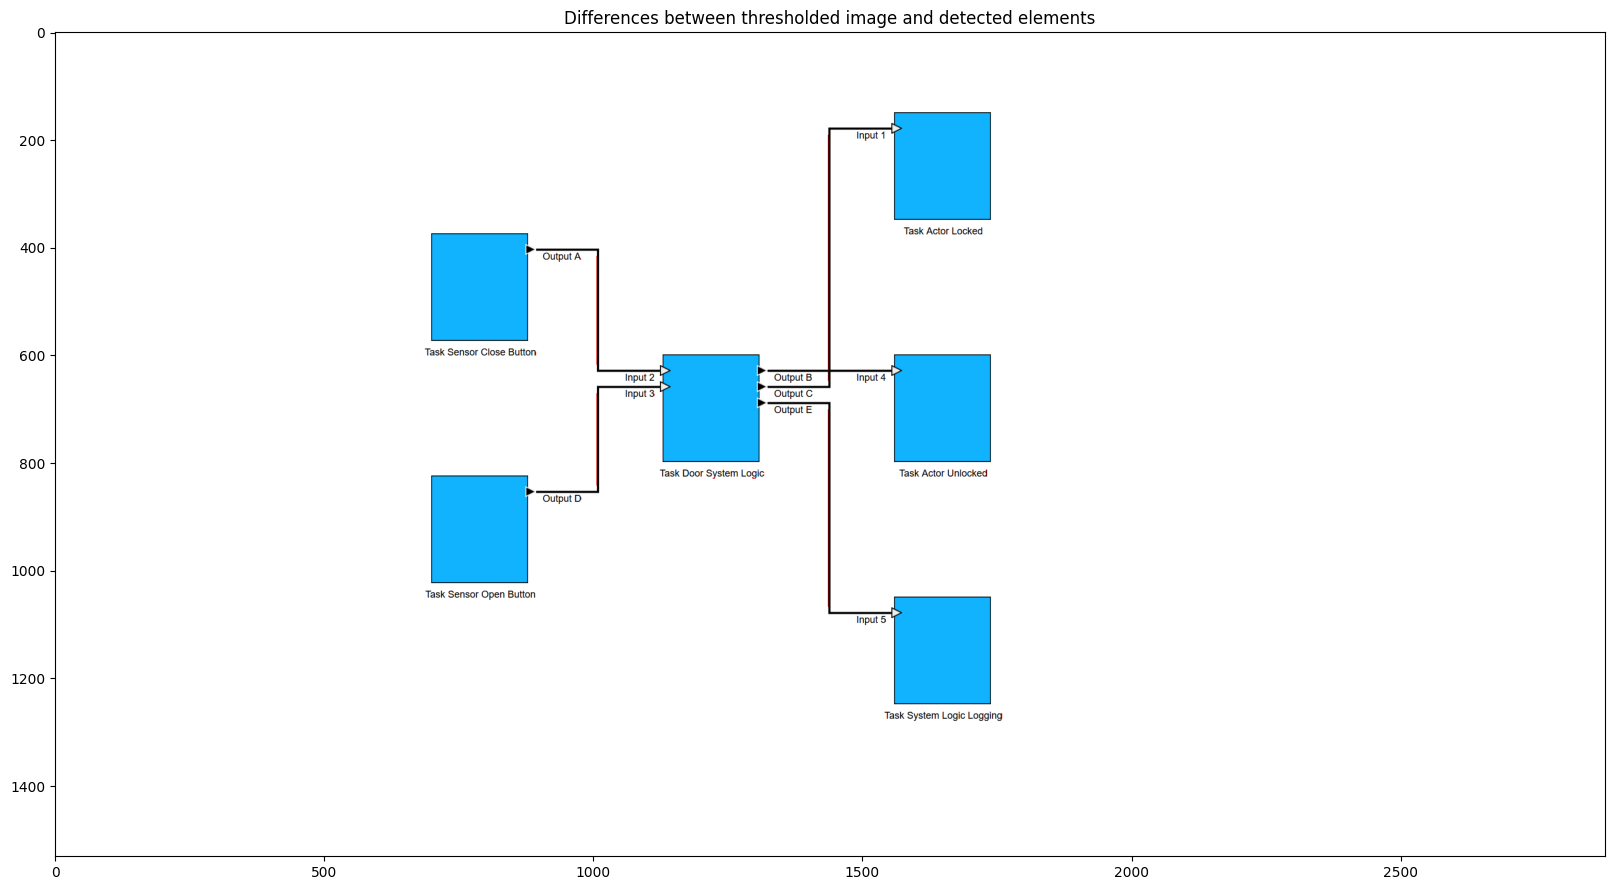 Differences between thresholded image and detected elements
0
200
400
600
800
1000
1200
1400
Input 1
Task Actor Locked
Output A
Task Sensor Close Button
Input 2
Input 3
Output B
Output C
Output E
Input 4
Task Door System Logic
Task Actor Unlocked
Output D
Task Sensor Open Button
Input 5
Task System Logic Logging
0
500
1000
1500
2000
2500